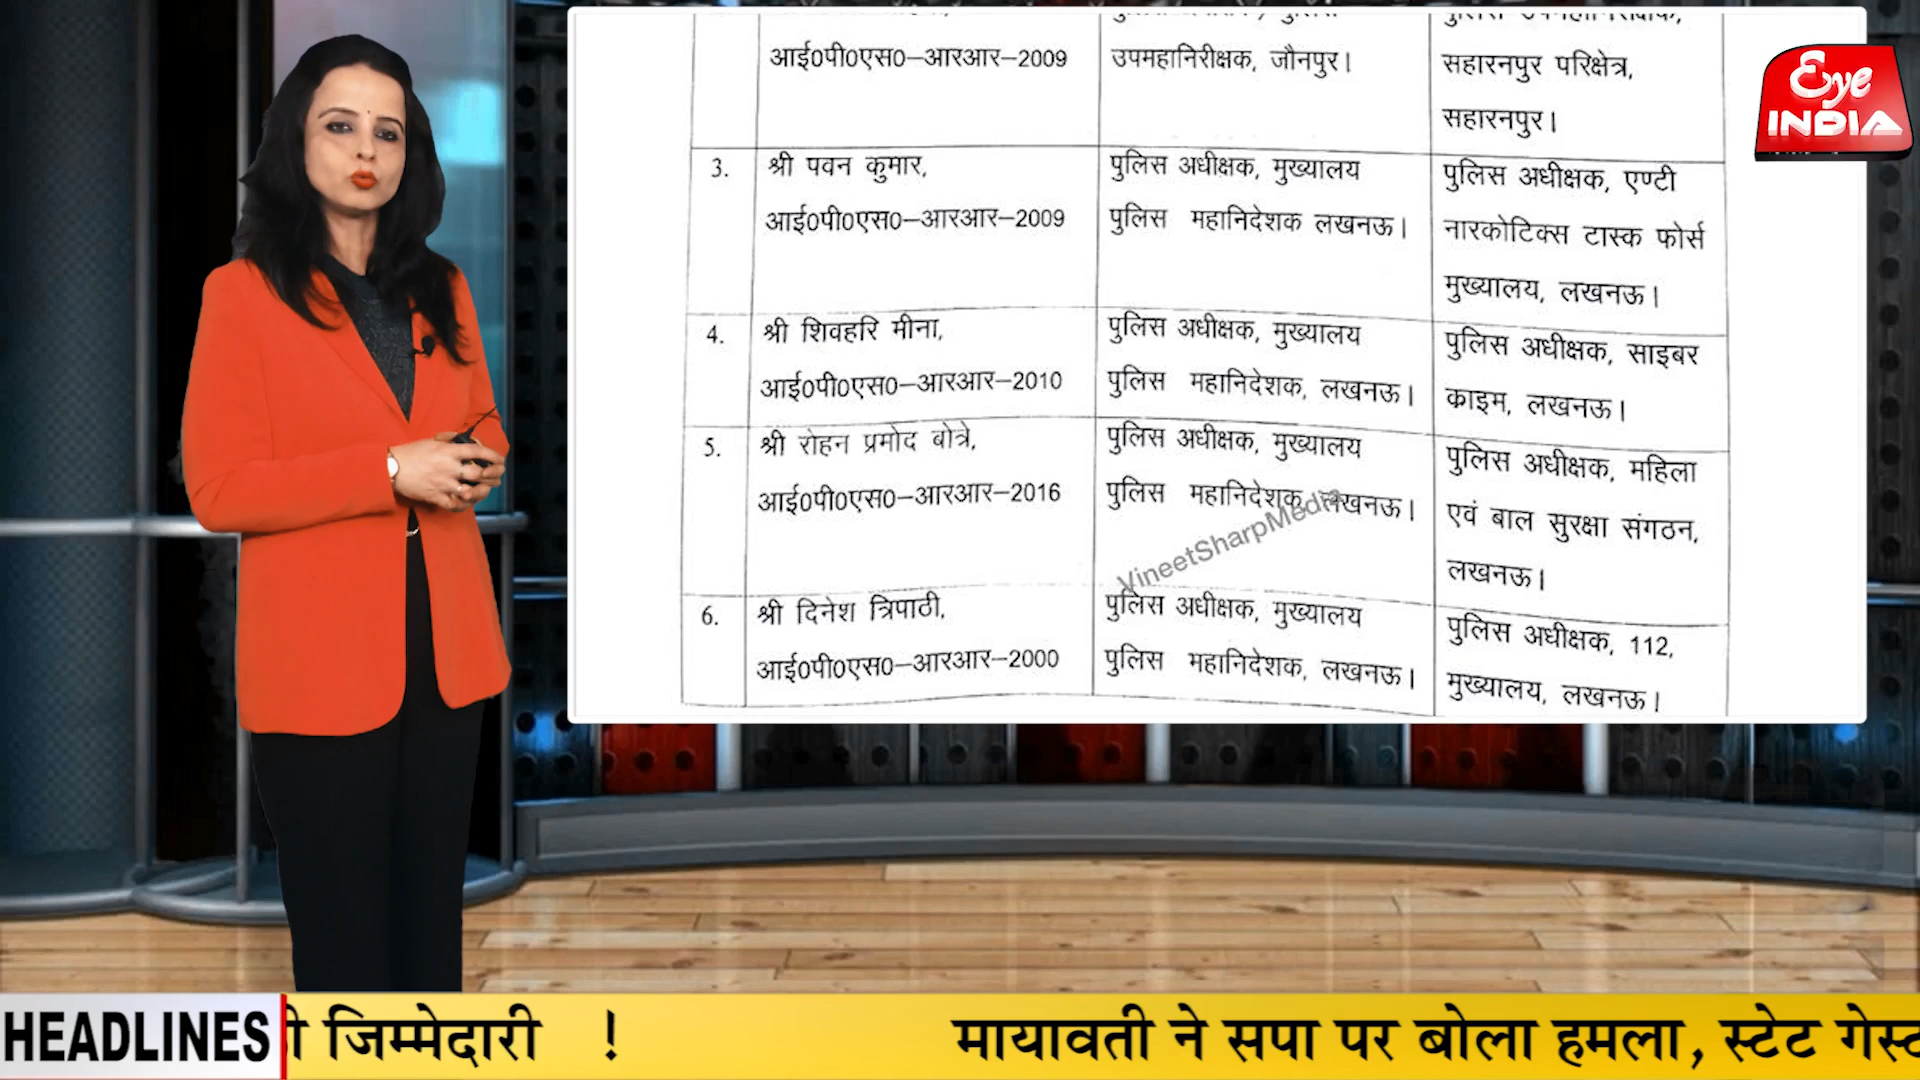 आई0पी0एस0–आरआर–2009
उपमहानिरीक्षक, जौनपुर।
पुलिस उपमहानिरीक्षक,
सहारनपुर परिक्षेत्र,
सहारनपुर।
3.
श्री पवन कुमार,
आई0पी0एस0–आरआर–2009
पुलिस अधीक्षक, मुख्यालय
पुलिस महानिदेशक लखनऊ।
पुलिस अधीक्षक, एण्टी
नारकोटिक्स टास्क फोर्स
मुख्यालय, लखनऊ।
4.
श्री शिवहरि मीना,
आई0पी0एस0–आरआर–2010
पुलिस अधीक्षक, मुख्यालय
पुलिस महानिदेशक, लखनऊ।
पुलिस अधीक्षक, साइबर
क्राइम, लखनऊ।
5.
श्री रोहन प्रमोद बोत्रे,
आई0पी0एस0–आरआर–2016
पुलिस अधीक्षक, मुख्यालय
पुलिस महानिदेशक, लखनऊ।
पुलिस अधीक्षक, महिला
एवं बाल सुरक्षा संगठन,
लखनऊ।
VineetSharpMedia
6.
श्री दिनेश त्रिपाठी,
आई0पी0एस0–आरआर–2000
पुलिस अधीक्षक, मुख्यालय
पुलिस महानिदेशक, लखनऊ।
पुलिस अधीक्षक, 112,
मुख्यालय, लखनऊ।
Eye
INDIA
HEADLINES
जिम्मेदारी ! मायावती ने सपा पर बोला हमला, स्टेट